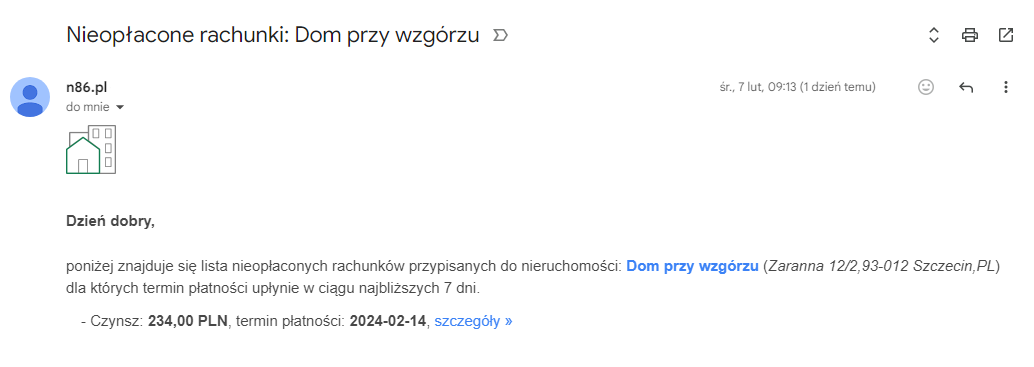 Nieopłacone rachunki: Dom przy wzgórzu
n86.pl
śr., 7 lut, 09:13 (1 dzień temu)
do mnie
Dzień dobry,
poniżej znajduje się lista nieopłaconych rachunków przypisanych do nieruchomości: Dom przy wzgórzu (Zaranna 12/2,93-012 Szczecin,PL)
dla których termin płatności upłynie w ciągu najbliższych 7 dni.
- Czynsz: 234,00 PLN, termin płatności: 2024-02-14, szczegóły »